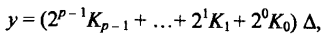 y = (2^{p-1}K_{p-1} + ... + 2^1K_1 + 2^0K_0) Δ,